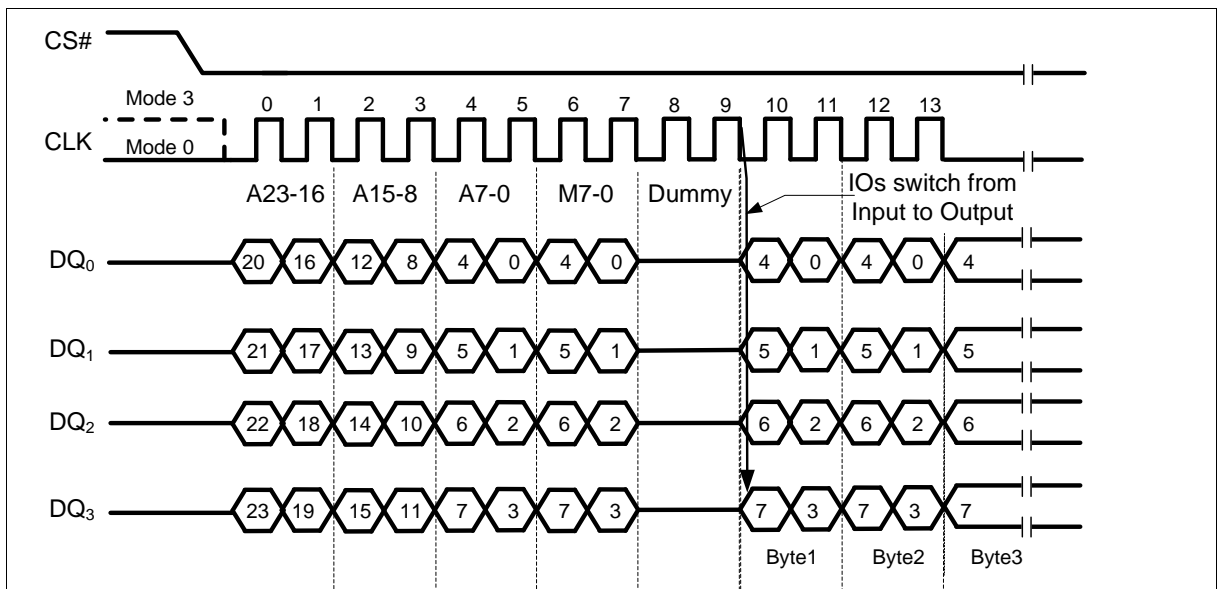 CS#
Mode 3
0 1 2 3 4 5 6 7 8 9 10 11 12 13
CLK
Mode 0
A23-16 A15-8 A7-0 M7-0 Dummy
IOs switch from
Input to Output
DQ0 20 16 12 8 4 0 4 0 4 0 4 0 4
DQ1 21 17 13 9 5 1 5 1 5 1 5 1 5
DQ2 22 18 14 10 6 2 6 2 6 2 6 2 6
DQ3 23 19 15 11 7 3 7 3 7 3 7 3 7
Byte1 Byte2 Byte3